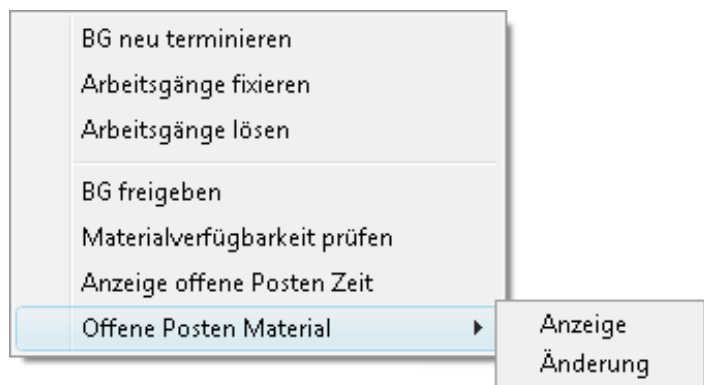 BG neu terminieren
Arbeitsgänge fixieren
Arbeitsgänge lösen
BG freigeben
Materialverfügbarkeit prüfen
Anzeige offene Posten Zeit
Offene Posten Material
Anzeige
Änderung